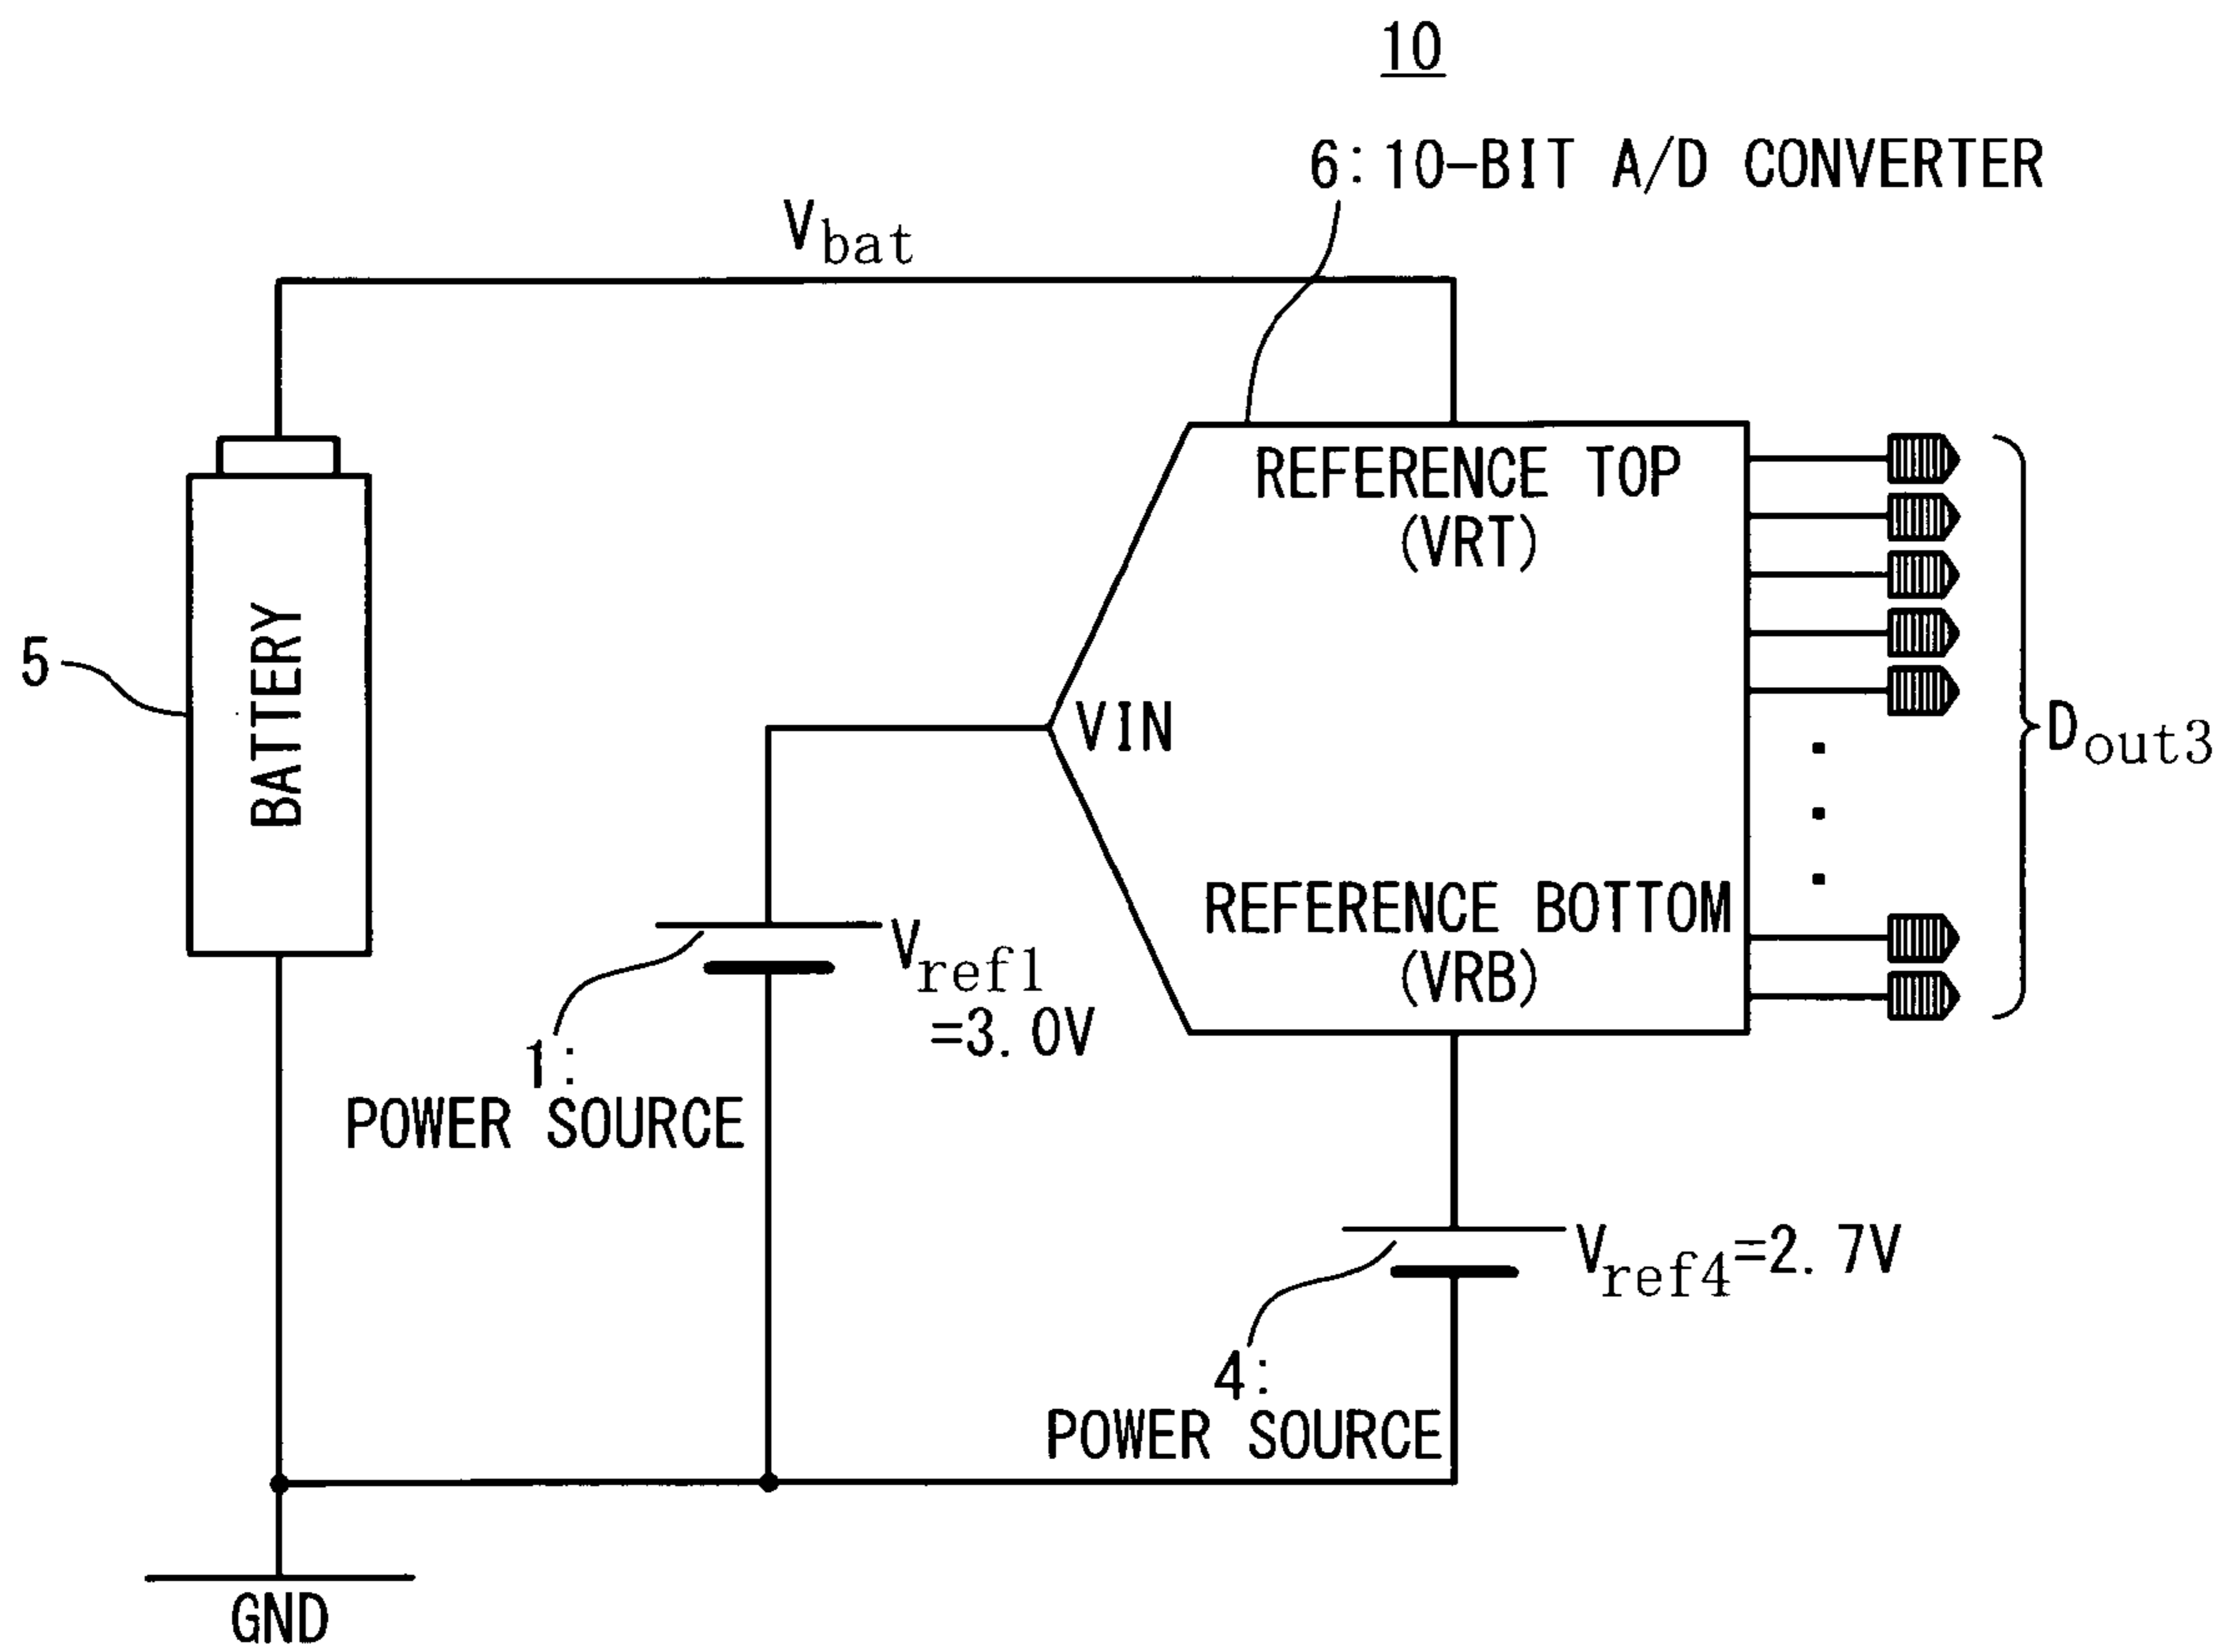 10
6:10-BIT A/D CONVERTER
Vbat
REFERENCE TOP
(VRT)
5
BATTERY
VIN
Dout3
REFERENCE BOTTOM
(VRB)
Vref1
=3.0V
1:
POWER SOURCE
Vref4=2.7V
4:
POWER SOURCE
GND